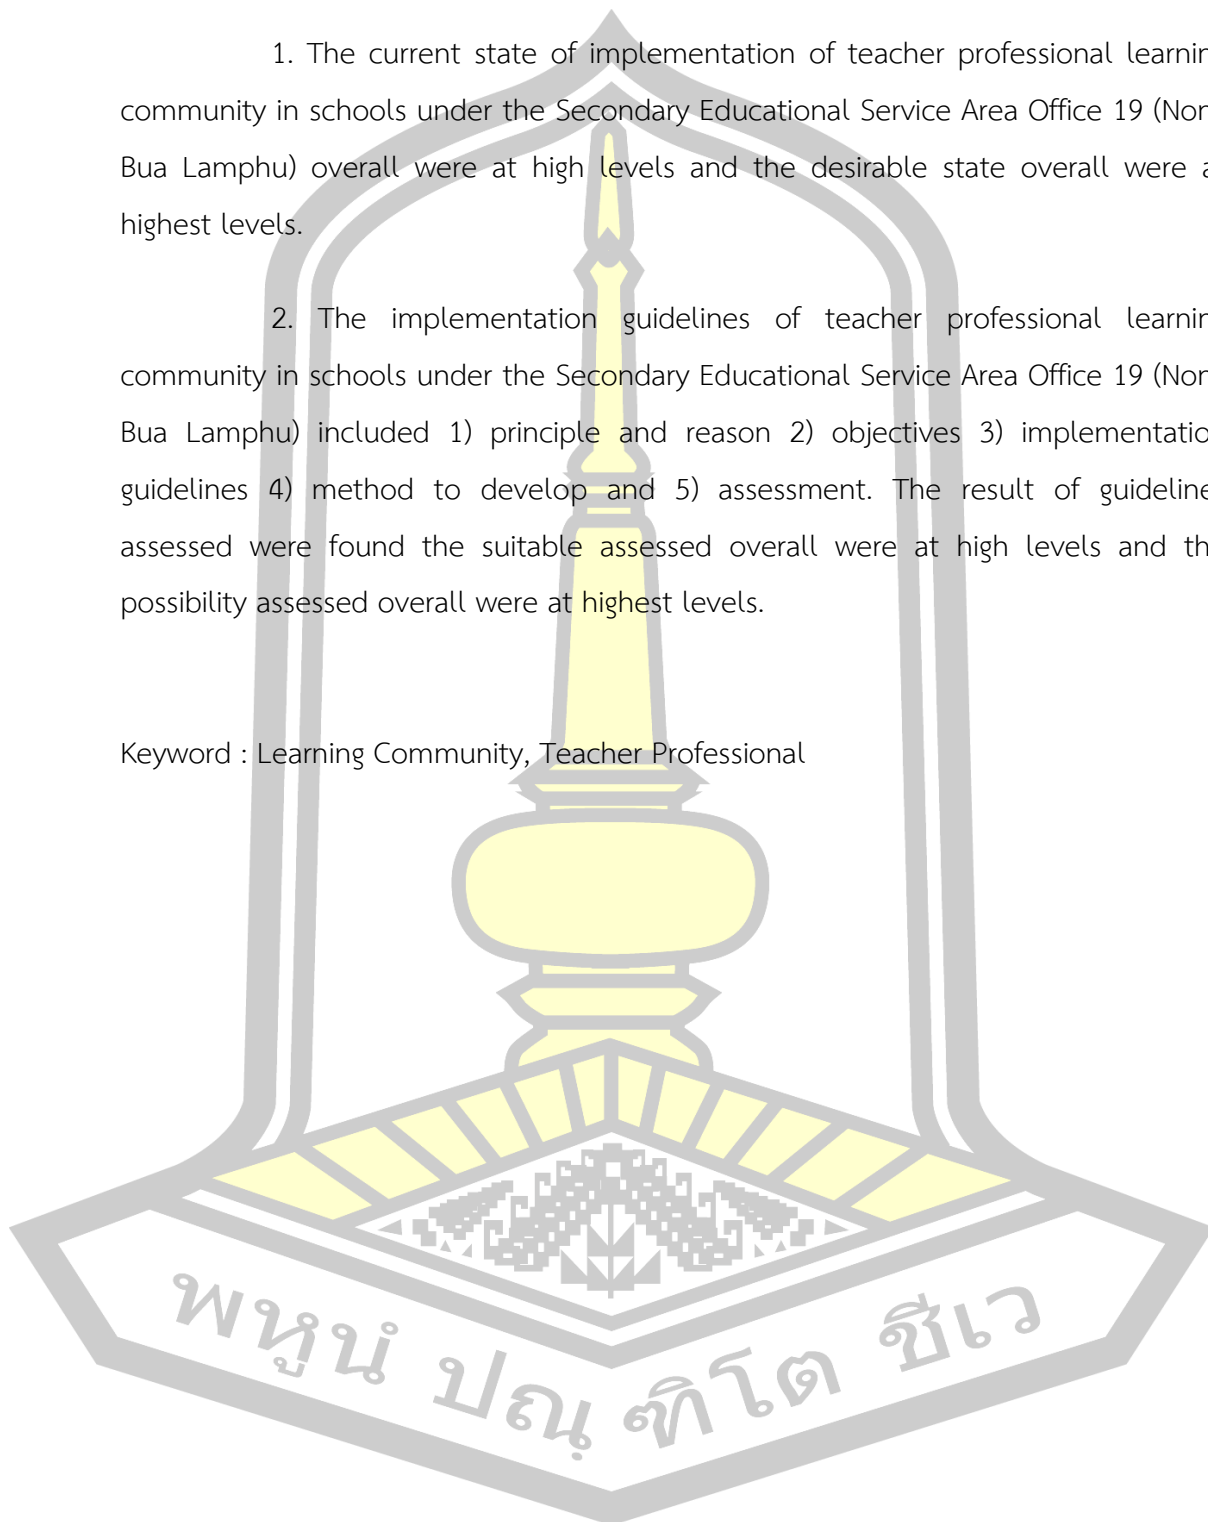 1. The current state of implementation of teacher professional learnin
community in schools under the Secondary Educational Service Area Office 19 (Non
Bua Lamphu) overall were at high levels and the desirable state overall were a
highest levels.
2. The implementation guidelines of teacher professional learnin
community in schools under the Secondary Educational Service Area Office 19 (Non
Bua Lamphu) included 1) principle and reason 2) objectives 3) implementatio
guidelines 4) method to develop and 5) assessment. The result of guideline
assessed were found the suitable assessed overall were at high levels and th
possibility assessed overall were at highest levels.
Keyword : Learning Community, Teacher Professional
พหูนํ ปณฺฑิโต ชีเว